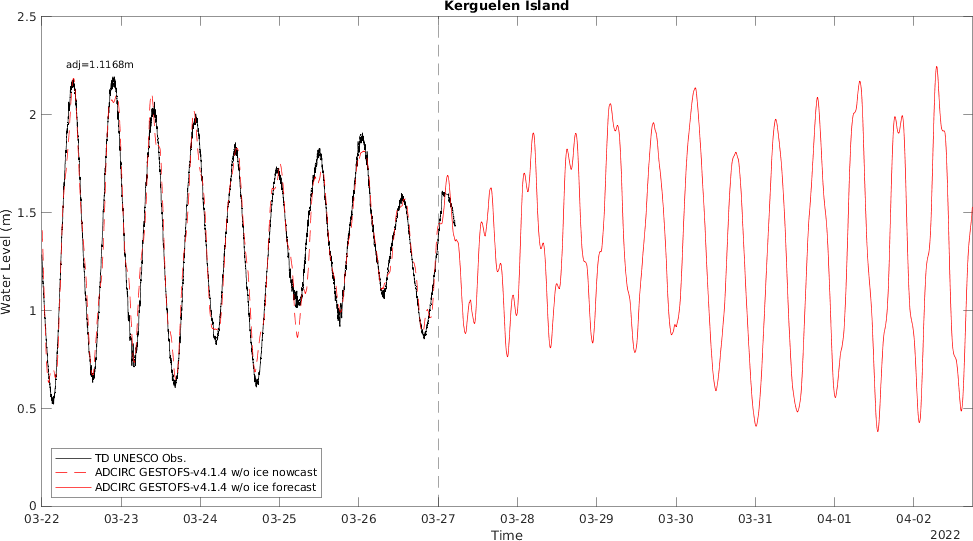 Kerguelen Island
adj=1.1168m
2.5
2
1.5
1
0.5
0
Water Level (m)
TD UNESCO Obs.
ADCIRC GESTOFS-v4.1.4 w/o ice nowcast
ADCIRC GESTOFS-v4.1.4 w/o ice forecast
03-22 03-23 03-24 03-25 03-26 03-27 03-28 03-29 03-30 03-31 04-01 04-02
Time
2022